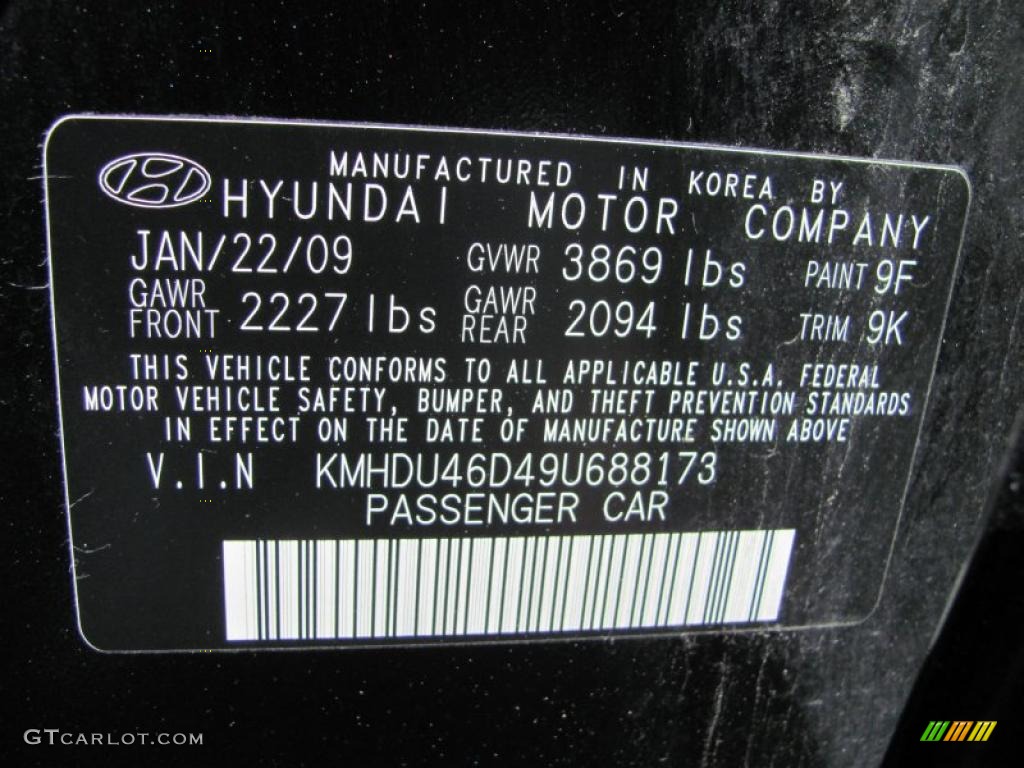 MANUFACTURED IN KOREA BY
HYUNDAI MOTOR COMPANY
JAN/22/09 GVWR 3869 lbs PAINT 9F
GAWR FRONT 2227 lbs GAWR REAR 2094 lbs TRIM 9K
THIS VEHICLE CONFORMS TO ALL APPLICABLE U.S.A. FEDERAL
MOTOR VEHICLE SAFETY, BUMPER, AND THEFT PREVENTION STANDARDS
IN EFFECT ON THE DATE OF MANUFACTURE SHOWN ABOVE
V.I.N KMHDU46D49U688173
PASSENGER CAR
GTCARLOT.COM